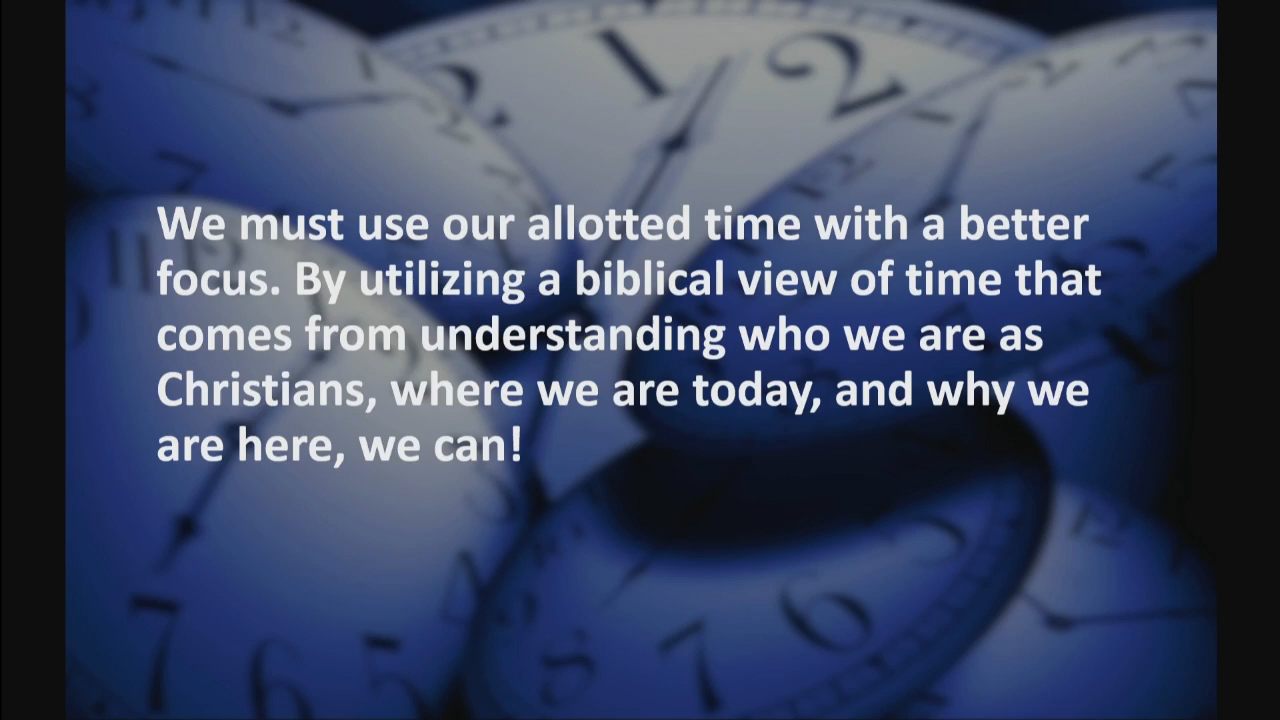 We must use our allotted time with a better
focus. By utilizing a biblical view of time that
comes from understanding who we are as
Christians, where we are today, and why we
are here, we can!